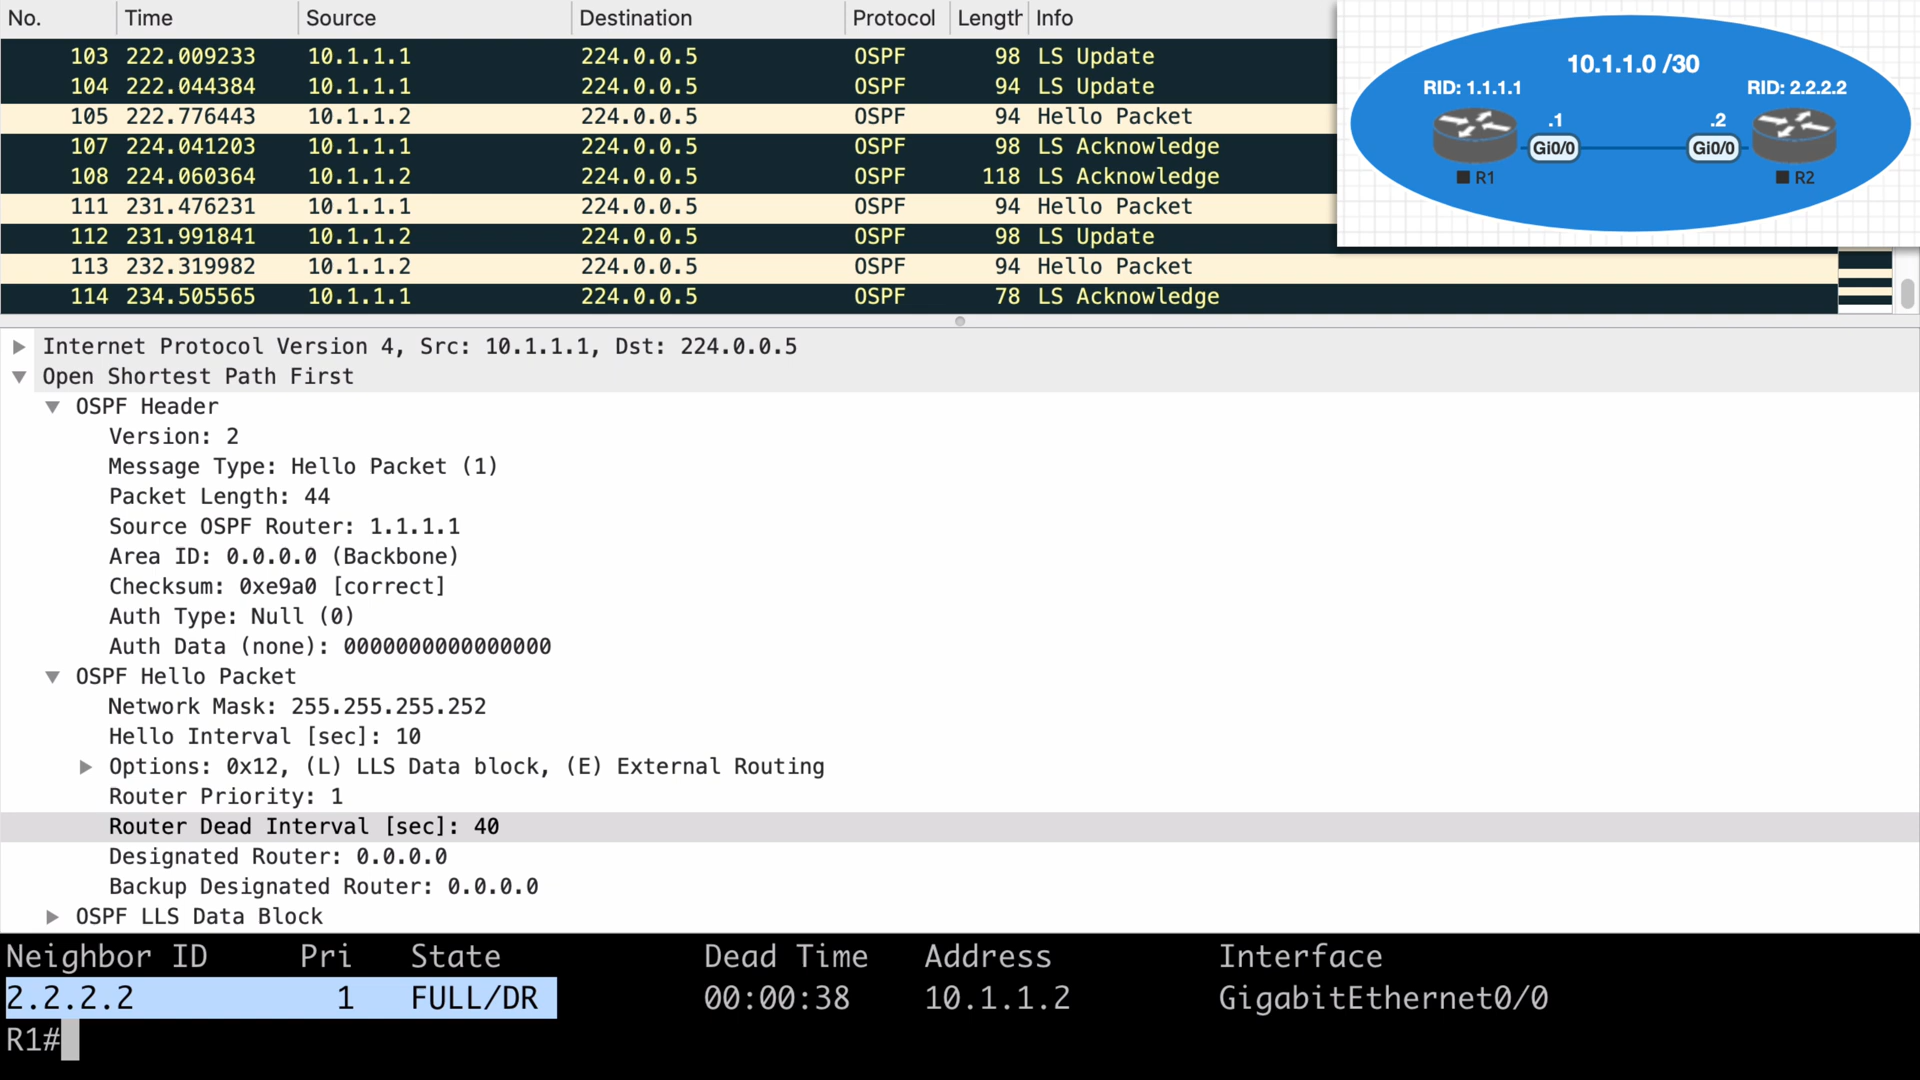 No. Time Source Destination Protocol Length Info
103 222.009233 10.1.1.1 224.0.0.5 OSPF 98 LS Update
104 222.044384 10.1.1.1 224.0.0.5 OSPF 94 LS Update
105 222.776443 10.1.1.2 224.0.0.5 OSPF 94 Hello Packet
107 224.041203 10.1.1.1 224.0.0.5 OSPF 98 LS Acknowledge
108 224.060364 10.1.1.2 224.0.0.5 OSPF 118 LS Acknowledge
111 231.476231 10.1.1.1 224.0.0.5 OSPF 94 Hello Packet
112 231.991841 10.1.1.2 224.0.0.5 OSPF 98 LS Update
113 232.319982 10.1.1.2 224.0.0.5 OSPF 94 Hello Packet
114 234.505565 10.1.1.1 224.0.0.5 OSPF 78 LS Acknowledge
10.1.1.0 /30
RID: 1.1.1.1 RID: 2.2.2.2
.1 .2
Gi0/0 Gi0/0
R1 R2
Internet Protocol Version 4, Src: 10.1.1.1, Dst: 224.0.0.5
Open Shortest Path First
OSPF Header
Version: 2
Message Type: Hello Packet (1)
Packet Length: 44
Source OSPF Router: 1.1.1.1
Area ID: 0.0.0.0 (Backbone)
Checksum: 0xe9a0 [correct]
Auth Type: Null (0)
Auth Data (none): 0000000000000000
OSPF Hello Packet
Network Mask: 255.255.255.252
Hello Interval [sec]: 10
Options: 0x12, (L) LLS Data block, (E) External Routing
Router Priority: 1
Router Dead Interval [sec]: 40
Designated Router: 0.0.0.0
Backup Designated Router: 0.0.0.0
OSPF LLS Data Block
Neighbor ID Pri State Dead Time Address Interface
2.2.2.2 1 FULL/DR 00:00:38 10.1.1.2 GigabitEthernet0/0
R1#